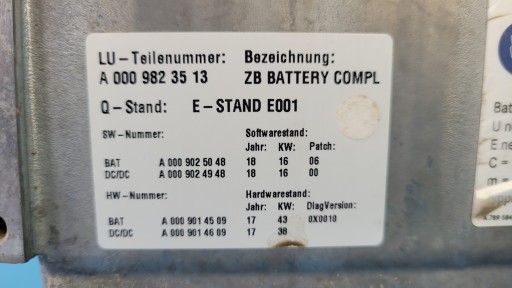 LU-Teilenummer: Bezeichnung:
A 000 982 35 13 ZB BATTERY COMPL
Q-Stand: E-STAND E001
SW-Nummer: Softwarestand:
Jahr: KW: Patch:
BAT A 000 902 50 48 18 16 06
DC/DC A 000 902 49 48 18 16 00
HW-Nummer: Hardwarestand:
Jahr: KW: DiagVersion:
BAT A 000 901 45 09 17 43 0X0010
DC/DC A 000 901 46 09 17 38
Bat
U n
E ne
C =
m =